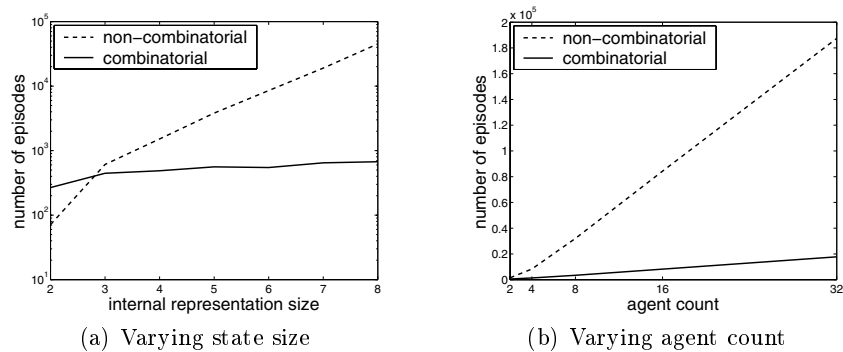 non−combinatorial
combinatorial
number of episodes
10^5
10^4
10^3
10^2
10^1
2 3 4 5 6 7 8
internal representation size
(a) Varying state size
2 x 10^5
non−combinatorial
combinatorial
number of episodes
1.8
1.6
1.4
1.2
1
0.8
0.6
0.4
0.2
0
2 4 8 16 32
agent count
(b) Varying agent count